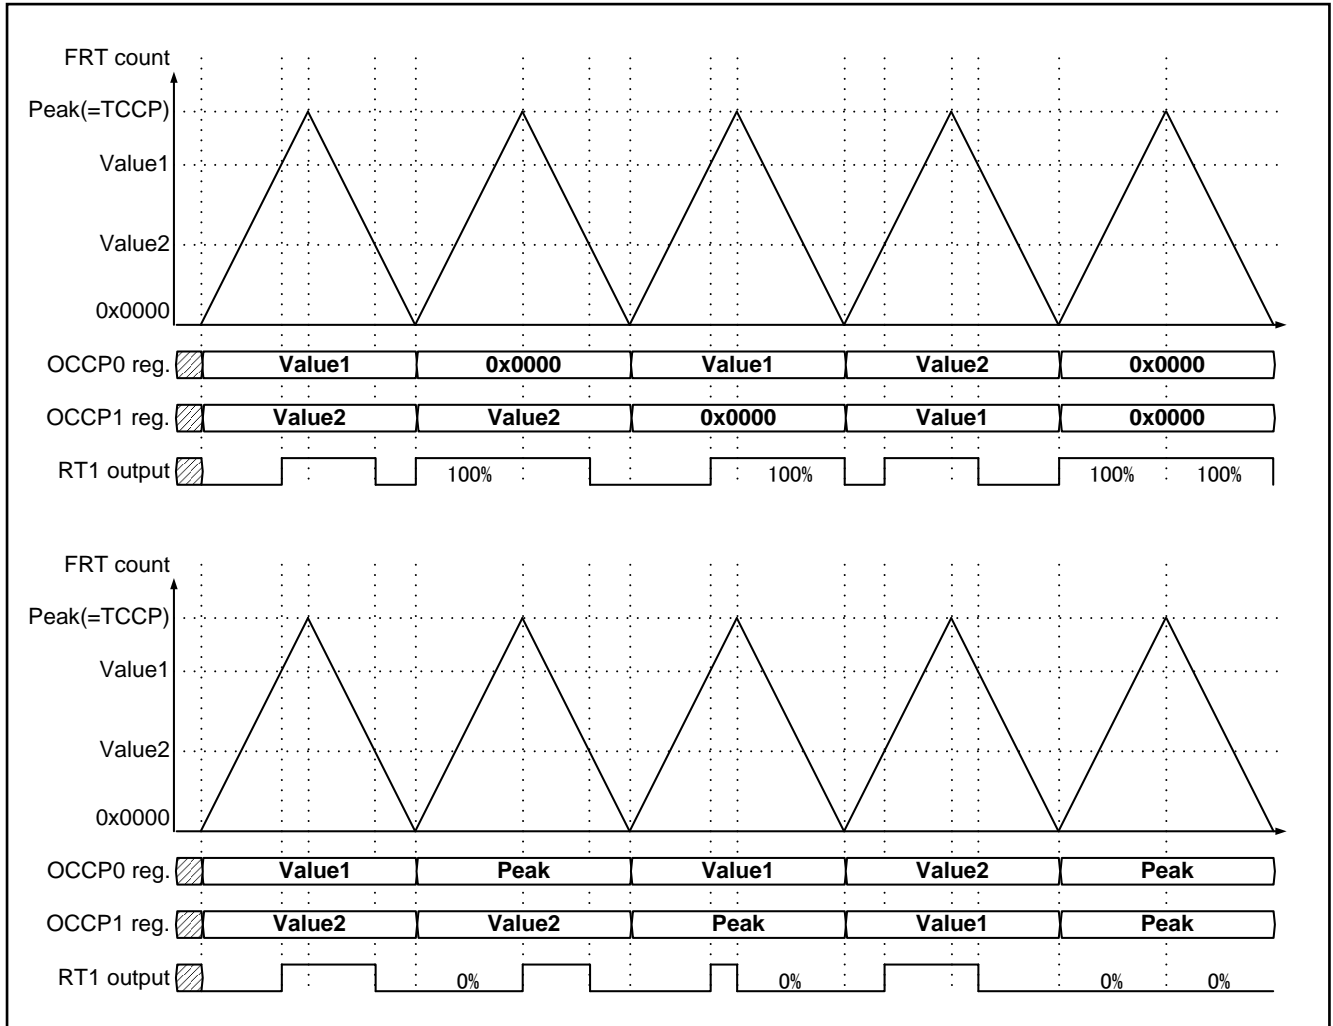 FRT count
Peak(=TCCP)
Value1
Value2
0x0000
OCCP0 reg. Value1 0x0000 Value1 Value2 0x0000
OCCP1 reg. Value2 Value2 0x0000 Value1 0x0000
RT1 output 100% 100% 100% 100%
FRT count
Peak(=TCCP)
Value1
Value2
0x0000
OCCP0 reg. Value1 Peak Value1 Value2 Peak
OCCP1 reg. Value2 Value2 Peak Value1 Peak
RT1 output 0% 0% 0% 0%